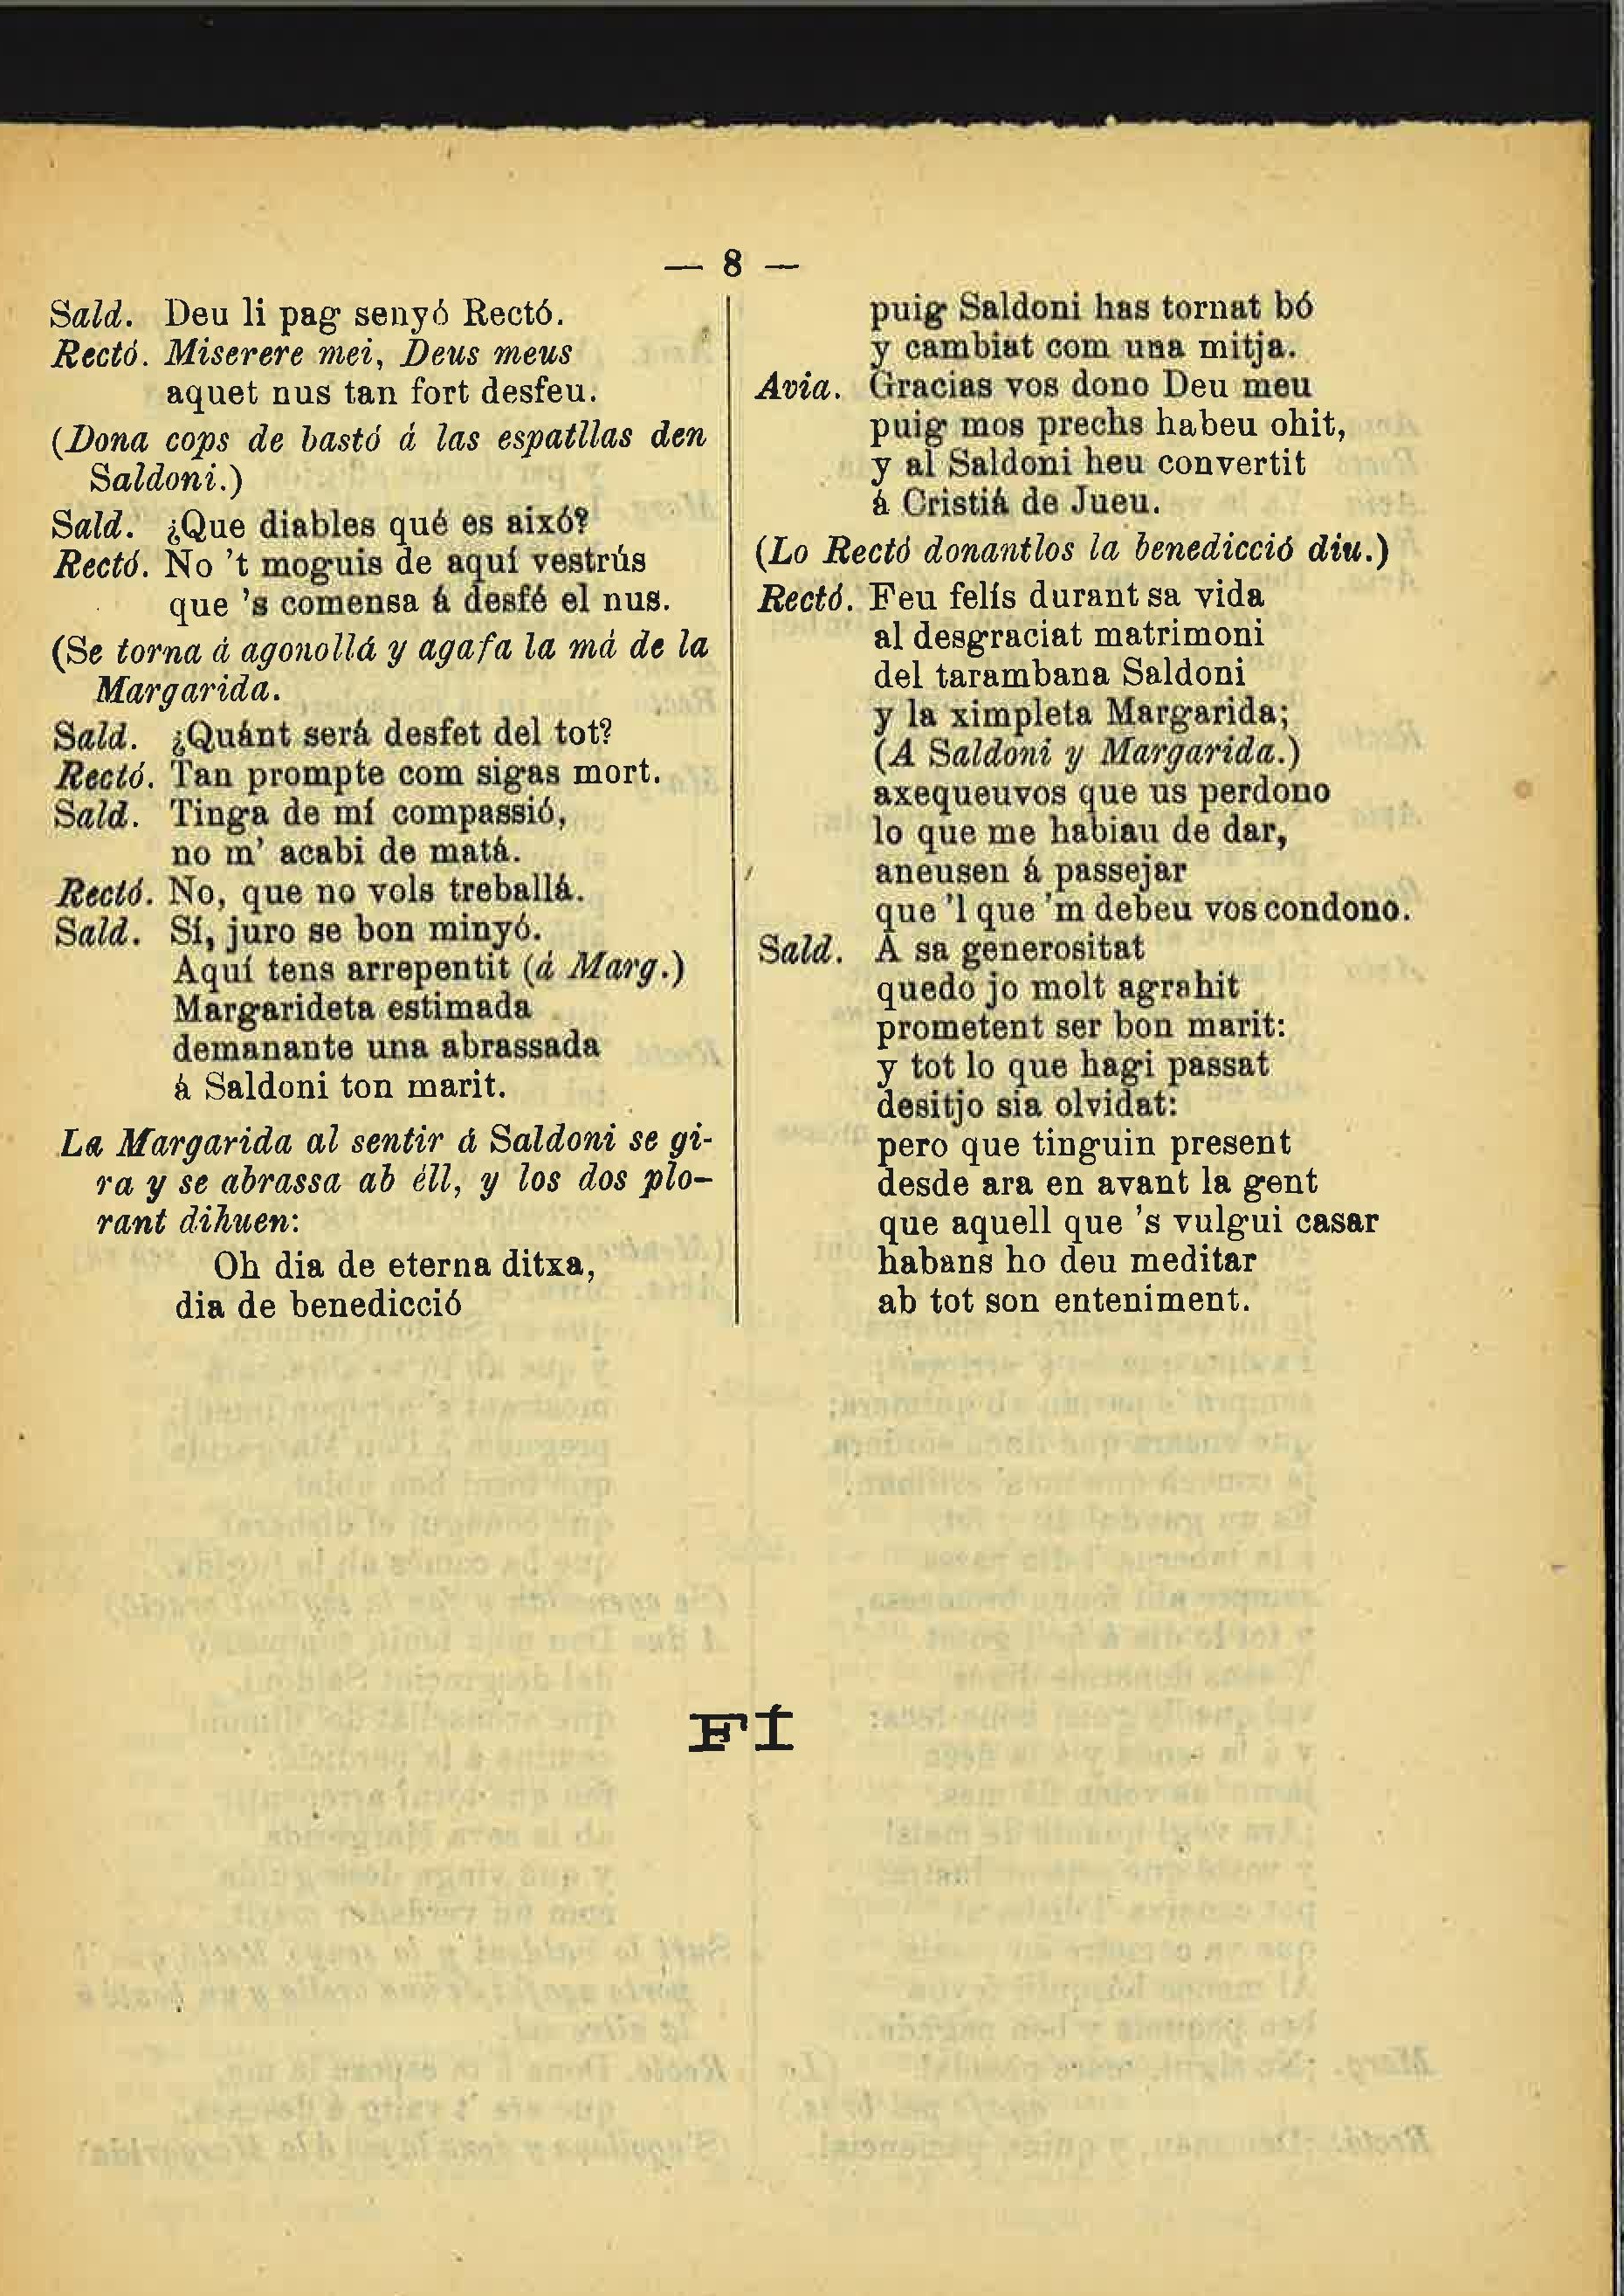 — 8 —
Sald. Deu li pag senyó Rectó.
Rectó. Miserere mei, Deus meus
aquet nus tan fort desfeu.
(Dona cops de bastó á las espatllas den
Saldoni.)
Sald. ¿Que diables qué es aixó?
Rectó. No 't moguis de aquí vestrús
que 's comensa á desfé el nus.
(Se torna á agonollá y agafa la má de la
Margarida.
Sald. ¿Quánt será desfet del tot?
Rectó. Tan prompte com sigas mort.
Sald. Tinga de mí compassió,
no m' acabi de matá.
Rectó. No, que no vols treballá.
Sald. Sí, juro se bon minyó.
Aquí tens arrepentit (á Marg.)
Margarideta estimada
demanante una abrassada
á Saldoni ton marit.
La Margarida al sentir á Saldoni se gi-
ra y se abrassa ab éll, y los dos plo-
rant dihuen:
Oh dia de eterna ditxa,
dia de benedicció
puig Saldoni has tornat bó
y cambiat com una mitja.
Avia. Gracias vos dono Deu meu
puig mos prechs habeu ohit,
y al Saldoni heu convertit
á Cristiá de Jueu.
(Lo Rectó donantlos la benedicció diu.)
Rectó. Feu felís durant sa vida
al desgraciat matrimoni
del tarambana Saldoni
y la ximpleta Margarida;
(A Saldoni y Margarida.)
axequeuvos que us perdono
lo que me habiau de dar,
aneusen á passejar
que 'l que 'm debeu vos condono.
Sald. A sa generositat
quedo jo molt agrahit
prometent ser bon marit:
y tot lo que hagi passat
desitjo sia olvidat:
pero que tinguin present
desde ara en avant la gent
que aquell que 's vulgui casar
habans ho deu meditar
ab tot son enteniment.
FÍ